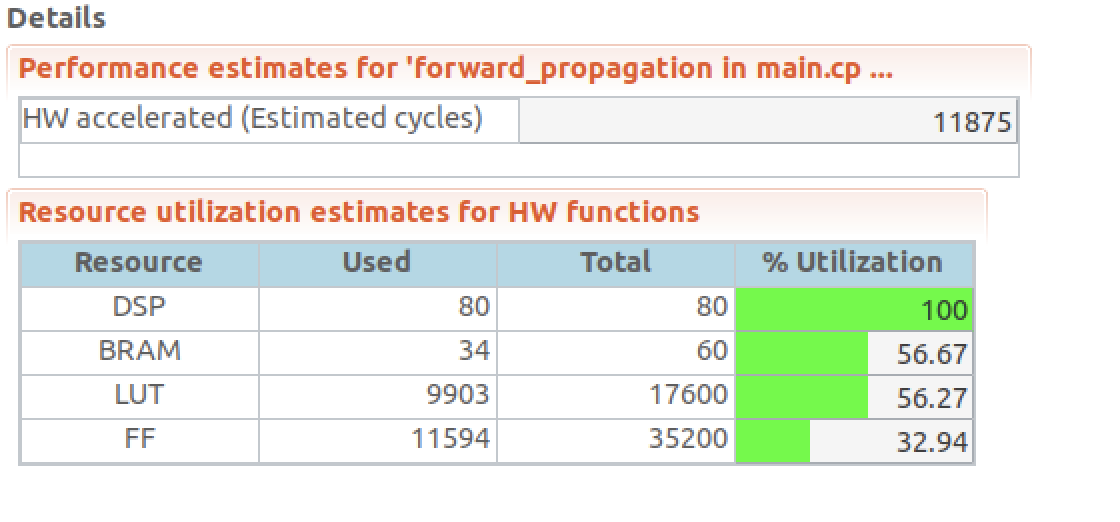 Details
Performance estimates for 'forward_propagation in main.cp ...
HW accelerated (Estimated cycles) 11875
Resource utilization estimates for HW functions
Resource Used Total % Utilization
DSP 80 80 100
BRAM 34 60 56.67
LUT 9903 17600 56.27
FF 11594 35200 32.94